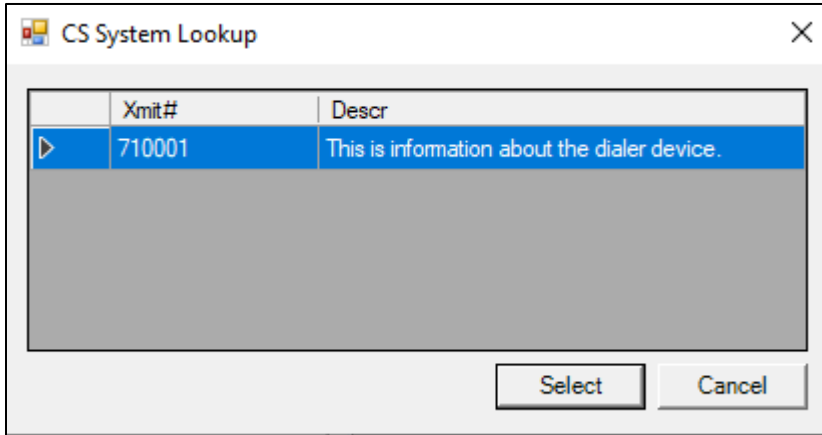 CS System Lookup
Xmit# Descr
710001 This is information about the dialer device.
Select Cancel